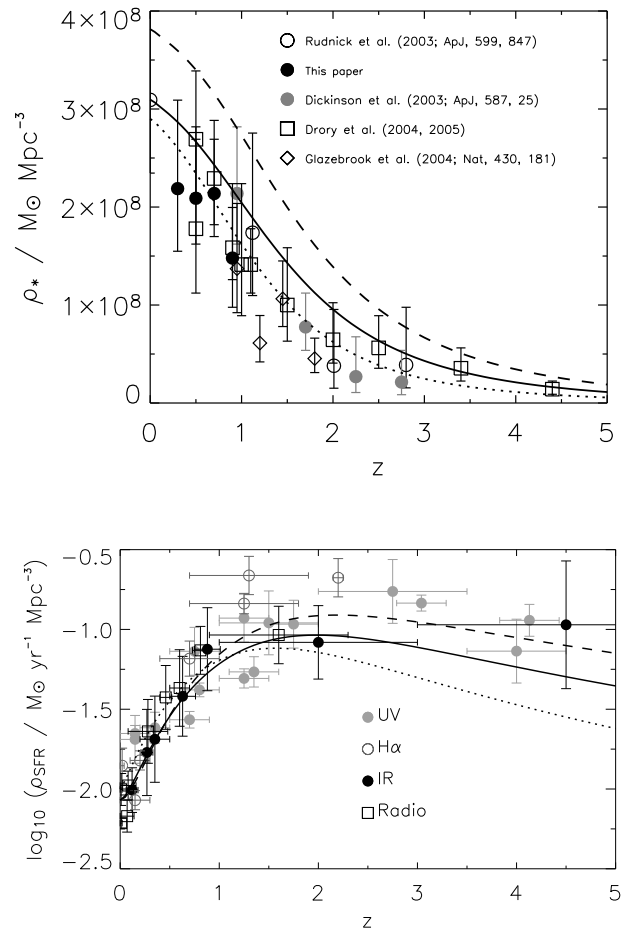 4×10⁸
3×10⁸
2×10⁸
1×10⁸
0
ρ* / M⊙ Mpc⁻³
Rudnick et al. (2003; ApJ, 599, 847)
This paper
Dickinson et al. (2003; ApJ, 587, 25)
Drory et al. (2004, 2005)
Glazebrook et al. (2004; Nat, 430, 181)
0 1 2 3 4 5
z
−0.5
−1.0
−1.5
−2.0
−2.5
log₁₀ (ρSFR / M⊙ yr⁻¹ Mpc⁻³)
UV
Hα
IR
Radio
0 1 2 3 4 5
z